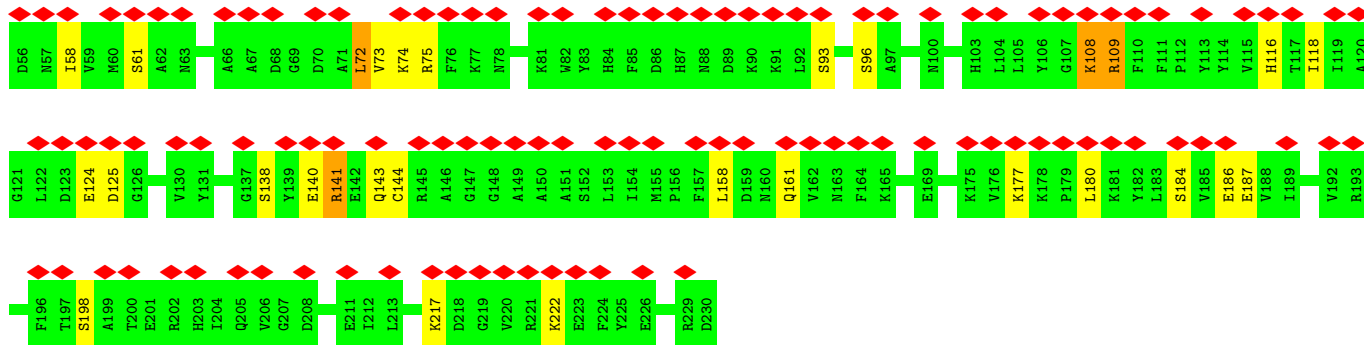 D56 N57 I58 V59 M60 S61 A62 N63 A66 A67 D68 G69 D70 A71 L72 V73 K74 R75 F76 K77 N78 K81 W82 Y83 H84 F85 D86 H87 N88 D89 K90 K91 L92 S93 S96 A97 N100 H103 L104 L105 Y106 G107 K108 R109 F110 F111 P112 Y113 Y114 V115 H116 T117 I118 I119 A120
G121 L122 D123 E124 D125 G126 V130 Y131 G137 S138 Y139 E140 R141 E142 Q143 C144 R145 A146 G147 G148 A149 A150 A151 S152 L153 I154 M155 P156 F157 L158 D159 N160 Q161 V162 N163 F164 K165 E169 K175 V176 K177 K178 P179 L180 K181 Y182 L183 S184 V185 E186 E187 V188 I189 V192 R193
F196 T197 S198 A199 T200 E201 R202 H203 I204 Q205 V206 G207 D208 E211 I212 L213 K217 D218 G219 V220 R221 K222 E223 F224 Y225 E226 R229 D230